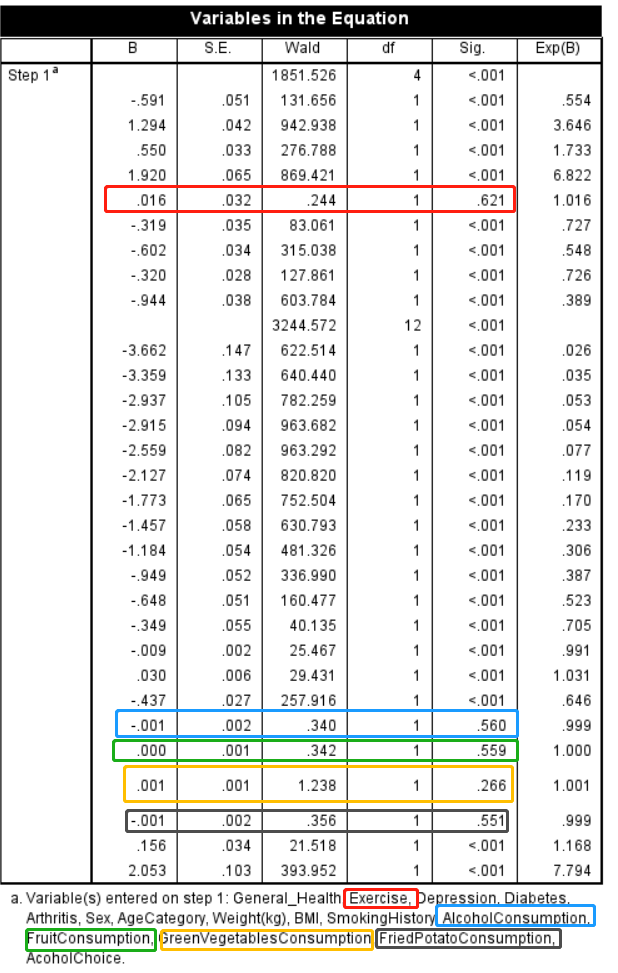 Variables in the Equation
B S.E. Wald df Sig. Exp(B)
Step 1a 1851.526 4 <.001
-.591 .051 131.656 1 <.001 .554
1.294 .042 942.938 1 <.001 3.646
.550 .033 276.788 1 <.001 1.733
1.920 .065 869.421 1 <.001 6.822
.016 .032 .244 1 .621 1.016
-.319 .035 83.061 1 <.001 .727
-.602 .034 315.038 1 <.001 .548
-.320 .028 127.861 1 <.001 .726
-.944 .038 603.784 1 <.001 .389
3244.572 12 <.001
-3.662 .147 622.514 1 <.001 .026
-3.359 .133 640.440 1 <.001 .035
-2.937 .105 782.259 1 <.001 .053
-2.915 .094 963.682 1 <.001 .054
-2.559 .082 963.292 1 <.001 .077
-2.127 .074 820.820 1 <.001 .119
-1.773 .065 752.504 1 <.001 .170
-1.457 .058 630.793 1 <.001 .233
-1.184 .054 481.326 1 <.001 .306
-.949 .052 336.990 1 <.001 .387
-.648 .051 160.477 1 <.001 .523
-.349 .055 40.135 1 <.001 .705
-.009 .002 25.467 1 <.001 .991
.030 .006 29.431 1 <.001 1.031
-.437 .027 257.916 1 <.001 .646
-.001 .002 .340 1 .560 .999
.000 .001 .342 1 .559 1.000
.001 .001 1.238 1 .266 1.001
-.001 .002 .356 1 .551 .999
.156 .034 21.518 1 <.001 1.168
2.053 .103 393.952 1 <.001 7.794
a. Variable(s) entered on step 1: General_Health, Exercise, Depression, Diabetes,
Arthritis, Sex, AgeCategory, Weight(kg), BMI, SmokingHistory, AlcoholConsumption,
FruitConsumption, GreenVegetablesConsumption, FriedPotatoConsumption,
AcoholChoice.